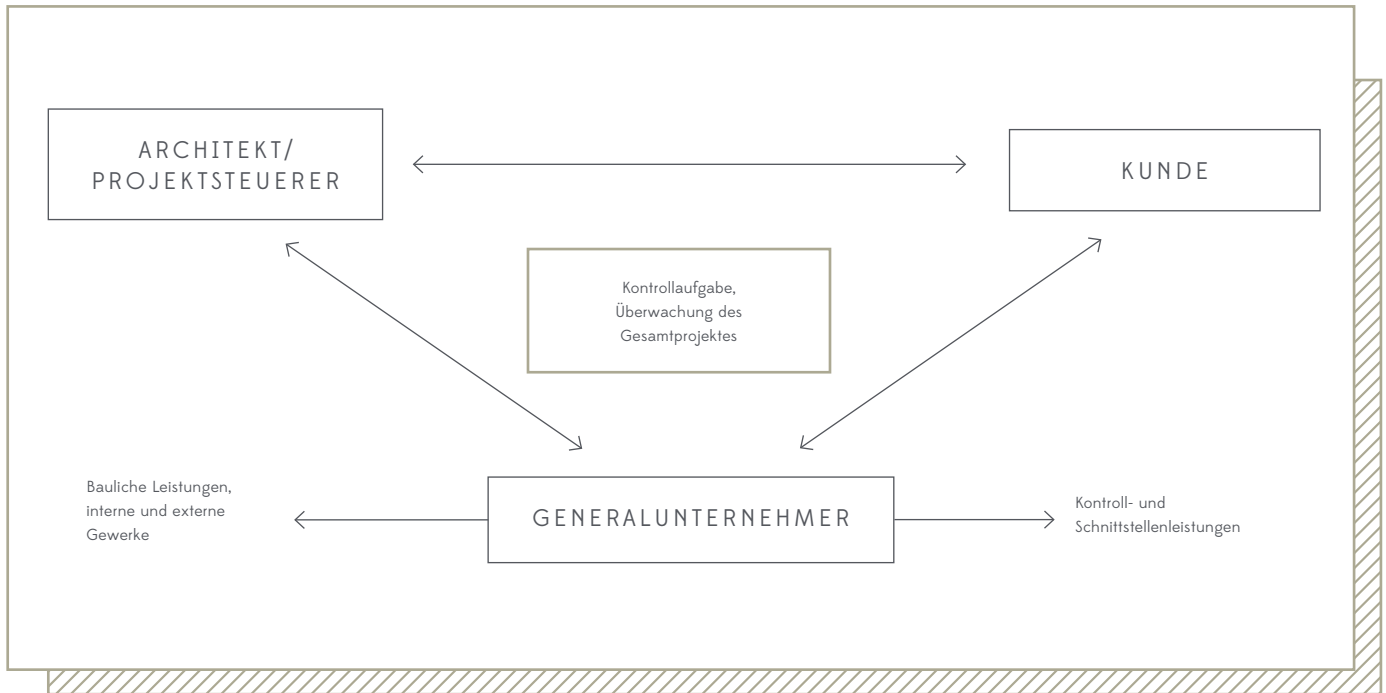 ARCHITEKT/
PROJEKTSTEUERER
KUNDE
Kontrollaufgabe,
Überwachung des
Gesamtprojektes
Bauliche Leistungen,
interne und externe
Gewerke
GENERALUNTERNEHMER
Kontroll- und
Schnittstellenleistungen